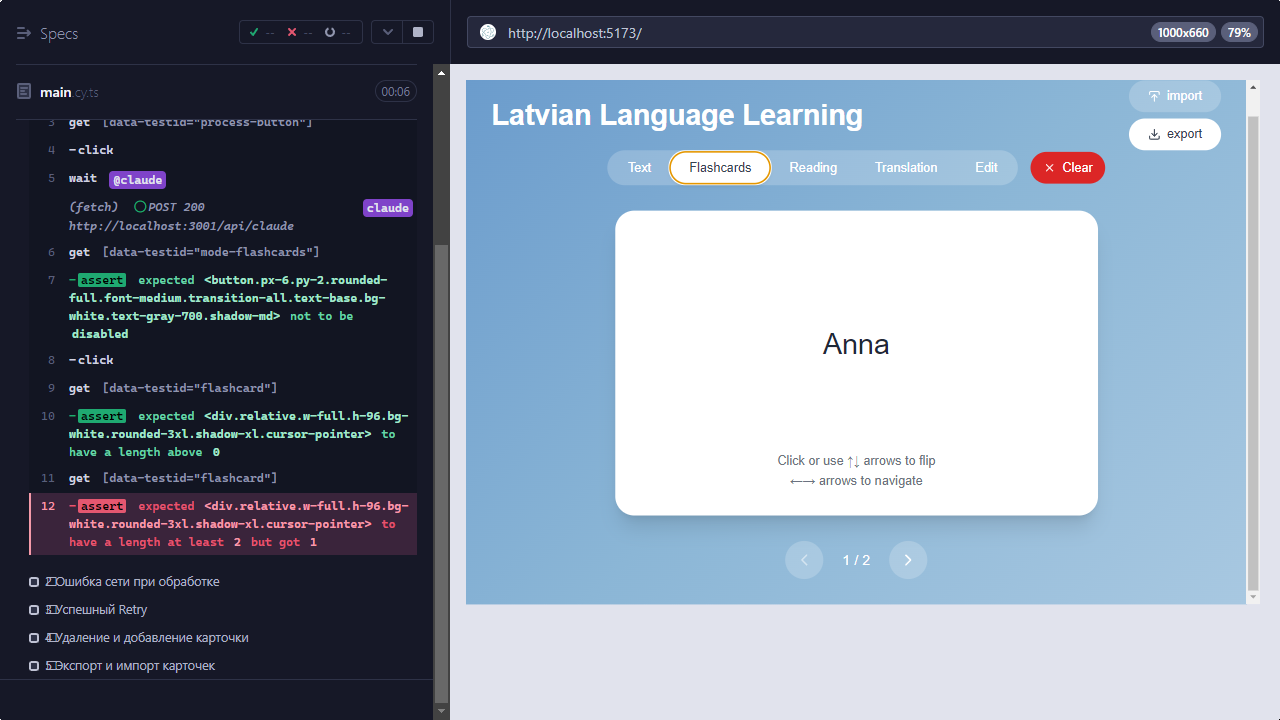 Specs
-- -- --
main.cy.ts
00:06
3 get [data-testid="process-button"]
4 -click
5 wait @claude
(fetch) POST 200 claude
http://localhost:3001/api/claude
6 get [data-testid="mode-flashcards"]
7 -assert expected <button.px-6.py-2.rounded-
full.font-medium.transition-all.text-base.bg-
white.text-gray-700.shadow-md> not to be
disabled
8 -click
9 get [data-testid="flashcard"]
10 -assert expected <div.relative.w-full.h-96.bg-
white.rounded-3xl.shadow-xl.cursor-pointer> to
have a length above 0
11 get [data-testid="flashcard"]
12 -assert expected <div.relative.w-full.h-96.bg-
white.rounded-3xl.shadow-xl.cursor-pointer> to
have a length at least 2 but got 1
2 Ошибка сети при обработке
3 Успешный Retry
4 Удаление и добавление карточки
5 Экспорт и импорт карточек
http://localhost:5173/
1000x660 79%
import
Latvian Language Learning
export
Text Flashcards Reading Translation Edit Clear
Anna
Click or use ↑↓ arrows to flip
←→ arrows to navigate
1 / 2